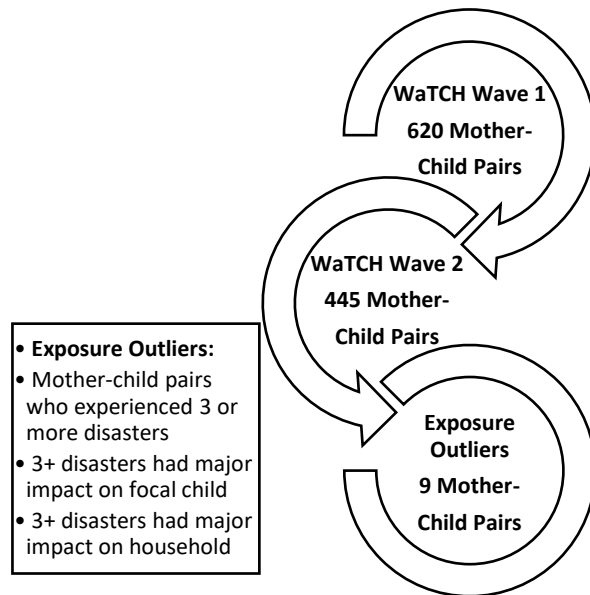 WaTCH Wave 1
620 Mother-
Child Pairs
WaTCH Wave 2
445 Mother-
Child Pairs
• Exposure Outliers:
• Mother-child pairs
who experienced 3 or
more disasters
• 3+ disasters had major
impact on focal child
• 3+ disasters had major
impact on household
Exposure
Outliers
9 Mother-
Child Pairs